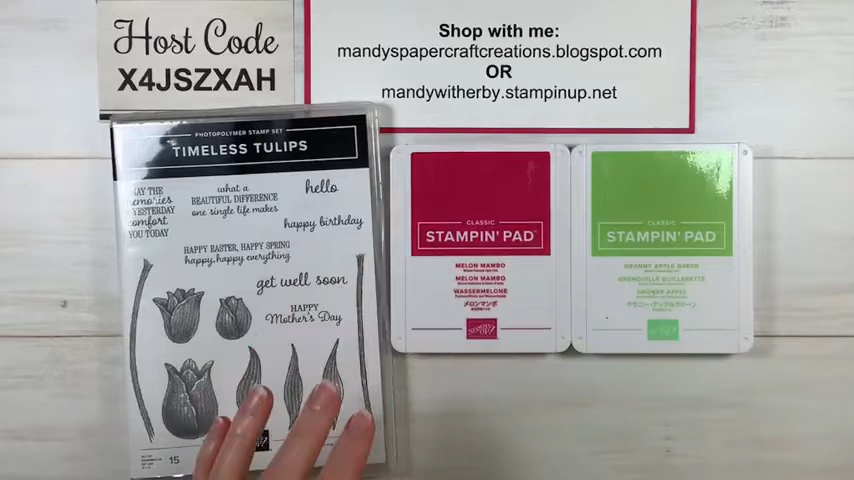 Host Code
X4JSZXAH
Shop with me:
mandyspapercraftcreations.blogspot.com
OR
mandywitherby.stampinup.net
PHOTOPOLYMER STAMP SET
TIMELESS TULIPS
MAY THE
memories
YESTERDAY
comfort
YOU TODAY
what a
BEAUTIFUL DIFFERENCE
one single life makes
hello
happy birthday
HAPPY EASTER, HAPPY SPRING
happy, happy everything
get well soon
HAPPY
Mother's Day
15
CLASSIC
STAMPIN' PAD
MELON MAMBO
MELON MAMBO
WASSERMELONE
メロンマンボ
STAMPIN' UP!
CLASSIC
STAMPIN' PAD
GRANNY APPLE GREEN
GRENOUILLE GUILLERETTE
GRÜNER APFEL
グラニー・アップルグリーン